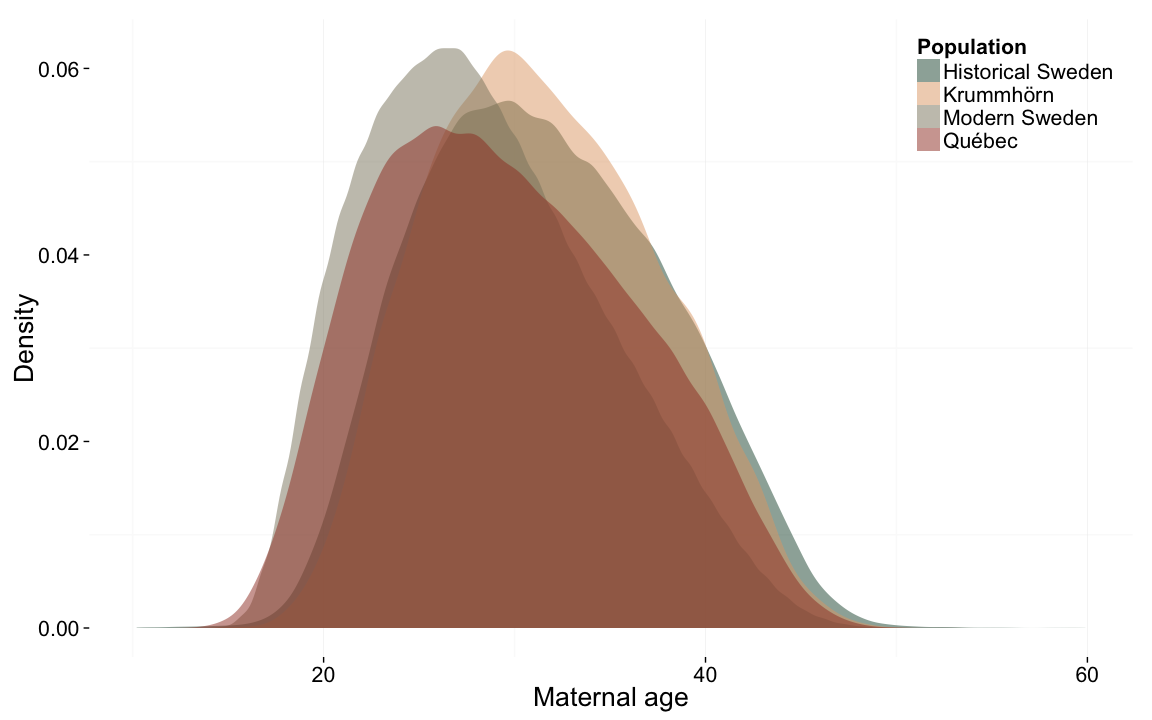 Population
Historical Sweden
Krummhörn
Modern Sweden
Québec
0.06
0.04
0.02
0.00
Density
20
40
60
Maternal age